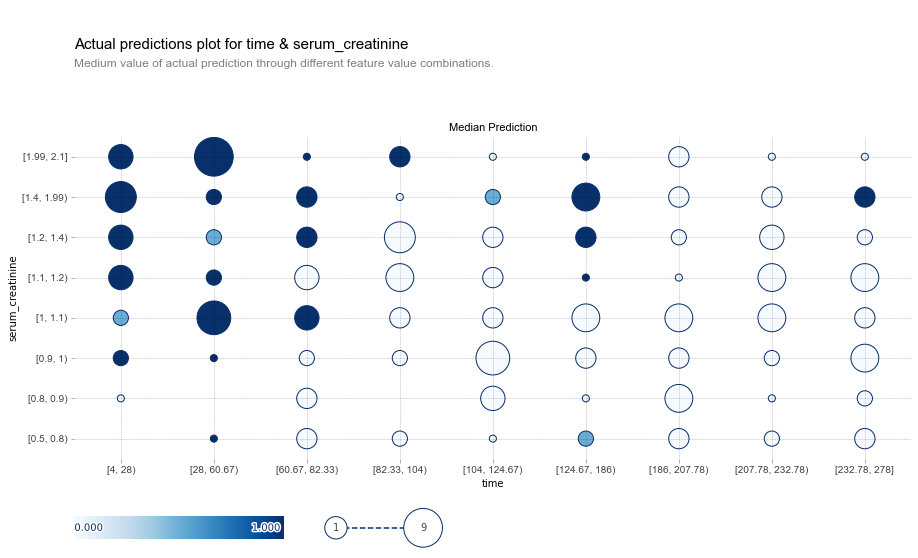 Actual predictions plot for time & serum_creatinine
Medium value of actual prediction through different feature value combinations.
Median Prediction
[1.99, 2.1]
[1.4, 1.99)
[1.2, 1.4)
[1.1, 1.2)
[1, 1.1)
[0.9, 1)
[0.8, 0.9)
[0.5, 0.8)
serum_creatinine
[4, 28) [28, 60.67) [60.67, 82.33) [82.33, 104) [104, 124.67) [124.67, 186) [186, 207.78) [207.78, 232.78) [232.78, 278]
time
0.000 1.000 1 9